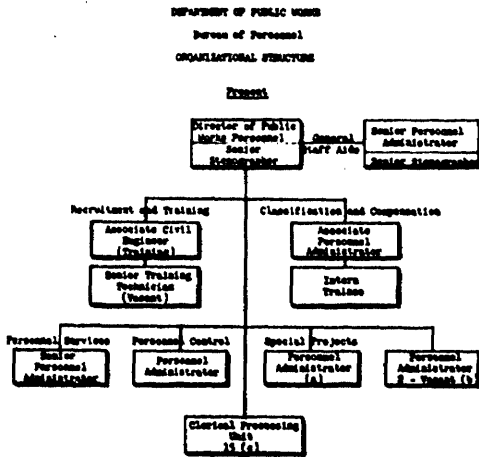 DEPARTMENT OF PUBLIC WORKS
Bureau of Personnel
ORGANIZATIONAL STRUCTURE
Present
Director of Public
Works Personnel
Senior
Stenographer
General
Staff Aide
Senior Personnel
Administrator
Senior Stenographer
Recruitment and Training
Classification and Compensation
Associate Civil
Engineer
(Training)
Associate
Personnel
Administrator
Senior Training
Technician
(Vacant)
Intern
Trainee
Personnel Services
Personnel Control
Special Projects
Senior
Personnel
Administrator
Personnel
Administrator
Personnel
Administrator
(a)
Personnel
Administrator
2 - Vacant (b)
Clerical Processing
Unit
15 (c)